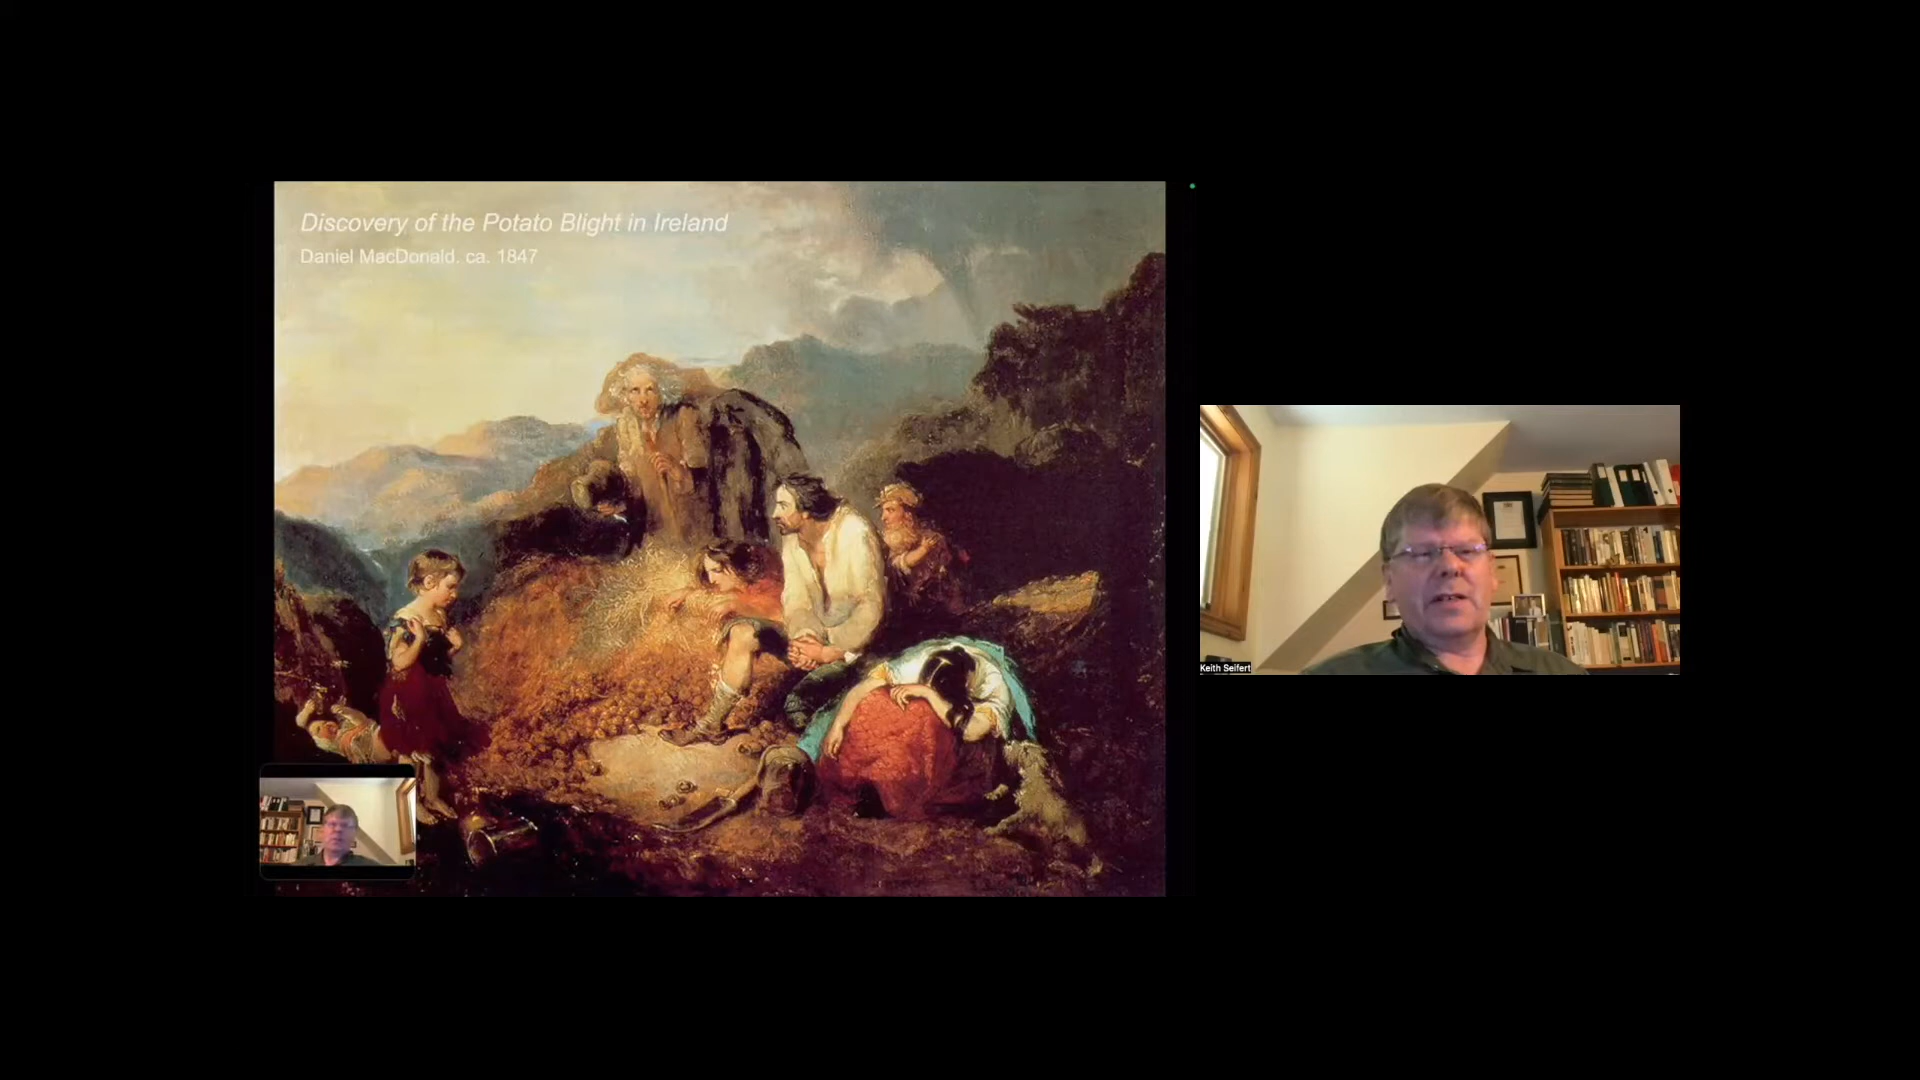 Discovery of the Potato Blight in Ireland
Daniel MacDonald. ca. 1847
Keith Seifert